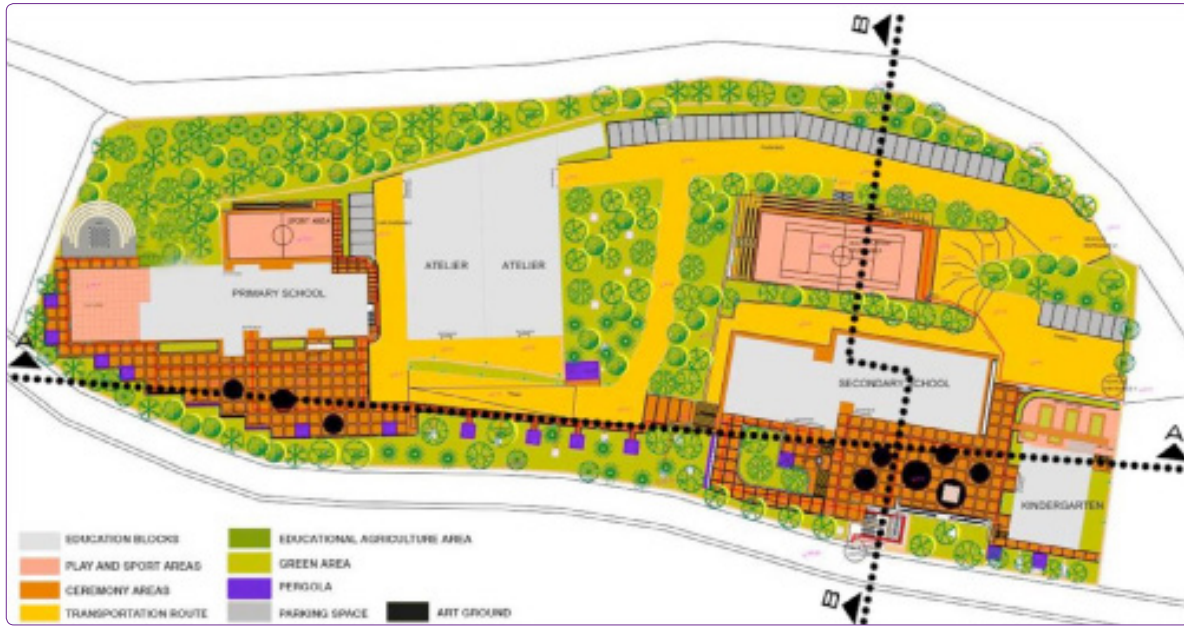 B
SPORT AREA
ATELIER
ATELIER
PRIMARY SCHOOL
A
SECONDARY SCHOOL
A
KINDERGARTEN
B
EDUCATION BLOCKS
PLAY AND SPORT AREAS
CEREMONY AREAS
TRANSPORTATION ROUTE
EDUCATIONAL AGRICULTURE AREA
GREEN AREA
PERGOLA
PARKING SPACE
ART GROUND